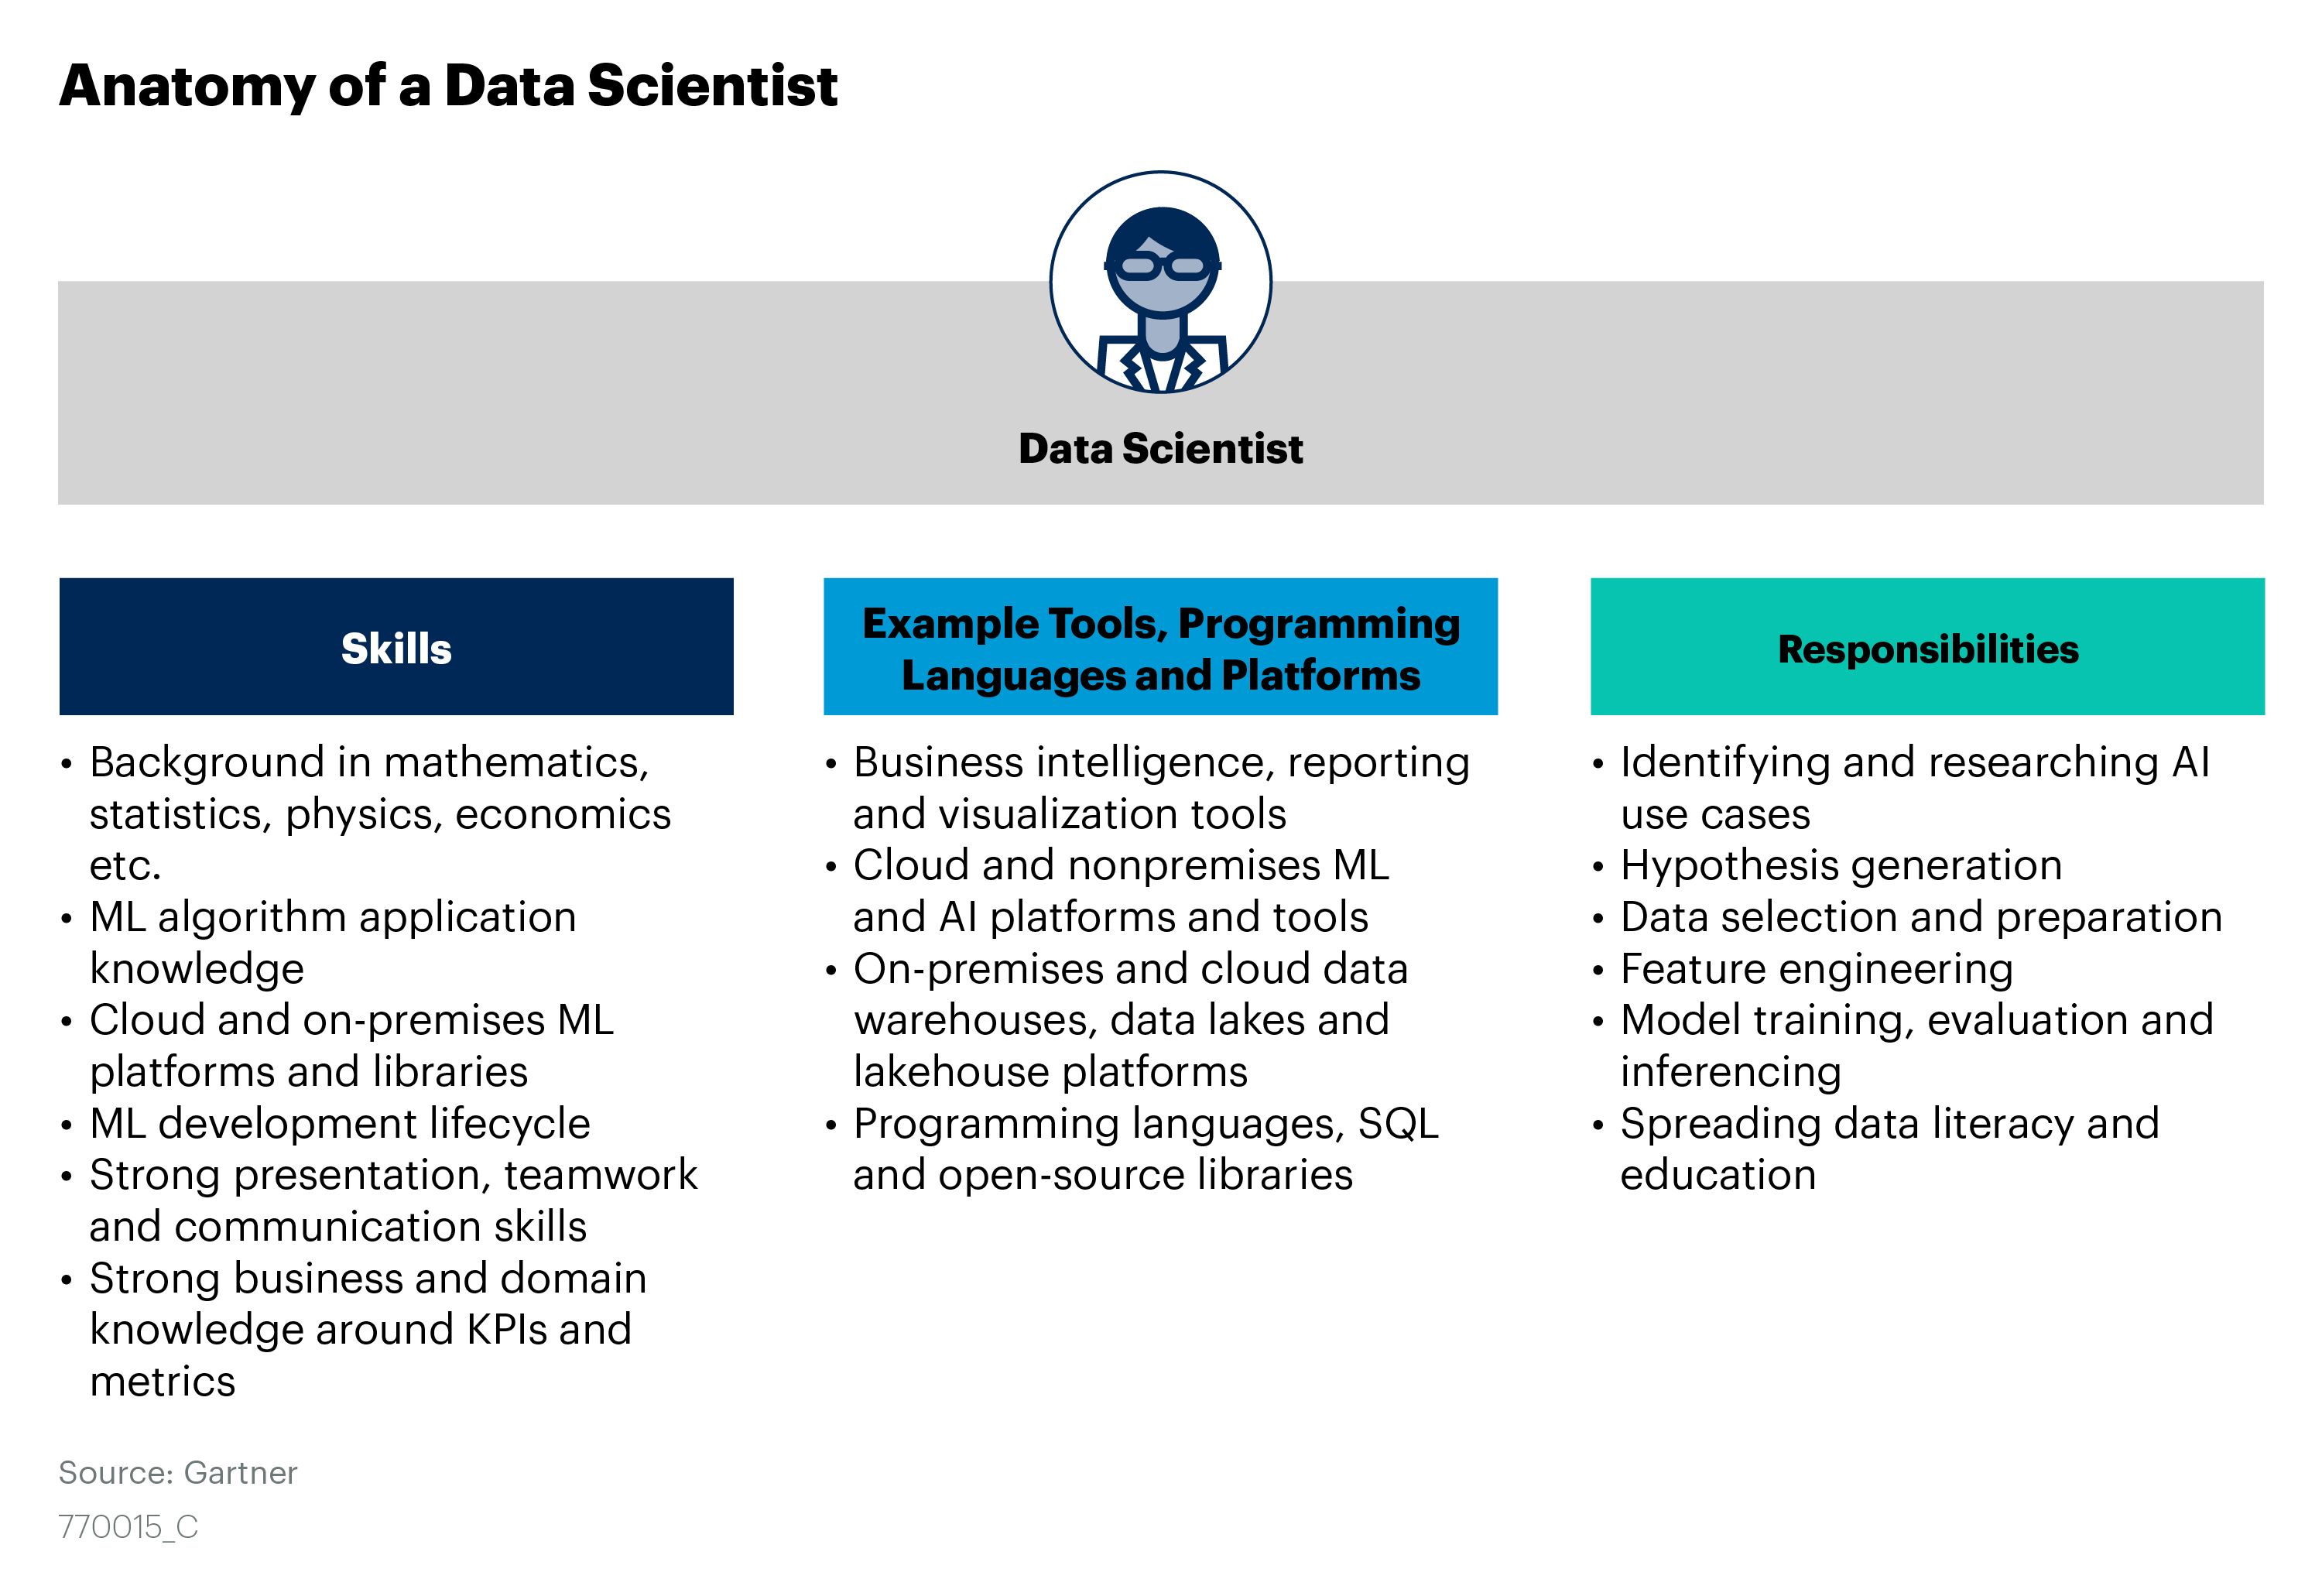 Anatomy of a Data Scientist
Data Scientist
Skills
• Background in mathematics,
statistics, physics, economics
etc.
• ML algorithm application
knowledge
• Cloud and on-premises ML
platforms and libraries
• ML development lifecycle
• Strong presentation, teamwork
and communication skills
• Strong business and domain
knowledge around KPIs and
metrics
Example Tools, Programming
Languages and Platforms
• Business intelligence, reporting
and visualization tools
• Cloud and nonpremises ML
and AI platforms and tools
• On-premises and cloud data
warehouses, data lakes and
lakehouse platforms
• Programming languages, SQL
and open-source libraries
Responsibilities
• Identifying and researching AI
use cases
• Hypothesis generation
• Data selection and preparation
• Feature engineering
• Model training, evaluation and
inferencing
• Spreading data literacy and
education
Source: Gartner
770015_C